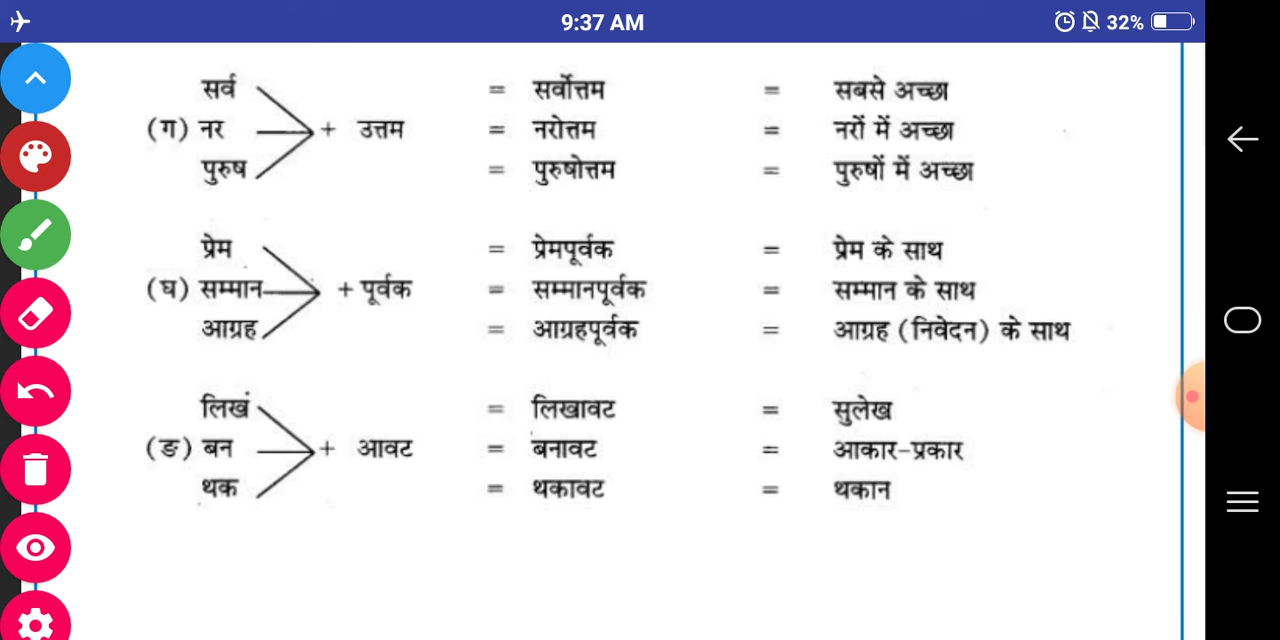 9:37 AM 32%
सर्व = सर्वोत्तम = सबसे अच्छा
(ग) नर + उत्तम = नरोत्तम = नरों में अच्छा
पुरुष = पुरुषोत्तम = पुरुषों में अच्छा
प्रेम = प्रेमपूर्वक = प्रेम के साथ
(घ) सम्मान + पूर्वक = सम्मानपूर्वक = सम्मान के साथ
आग्रह = आग्रहपूर्वक = आग्रह (निवेदन) के साथ
लिखं = लिखावट = सुलेख
(ङ) बन + आवट = बनावट = आकार-प्रकार
थक = थकावट = थकान